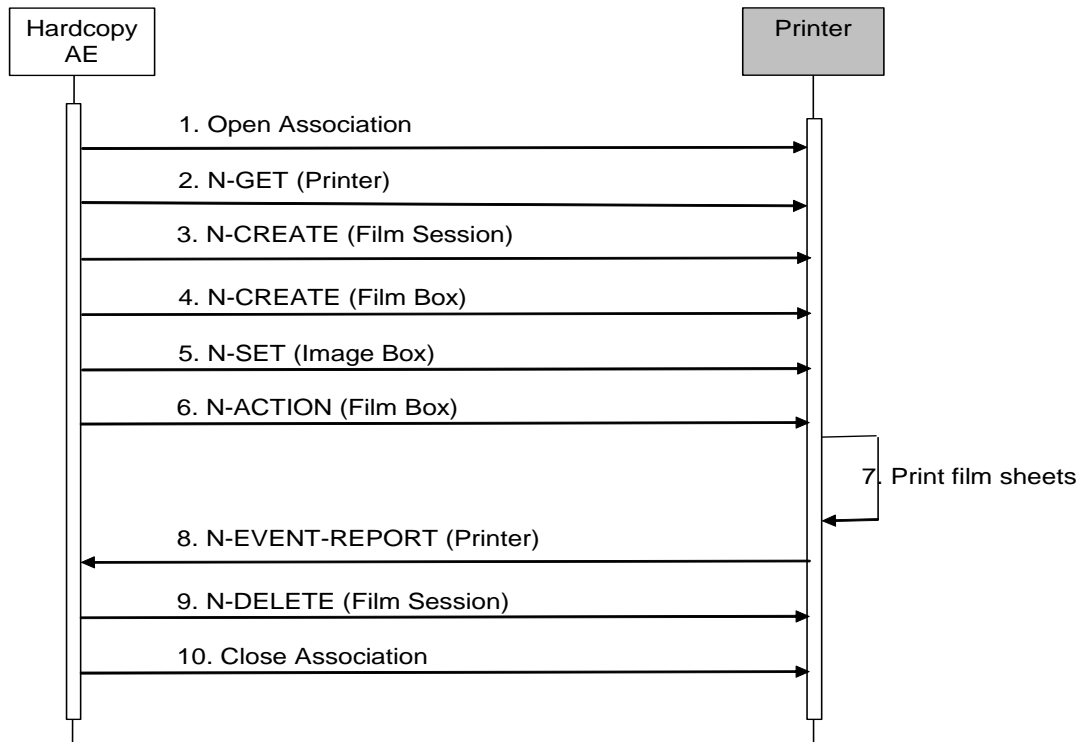 Hardcopy
AE
Printer
1. Open Association
2. N-GET (Printer)
3. N-CREATE (Film Session)
4. N-CREATE (Film Box)
5. N-SET (Image Box)
6. N-ACTION (Film Box)
7. Print film sheets
8. N-EVENT-REPORT (Printer)
9. N-DELETE (Film Session)
10. Close Association